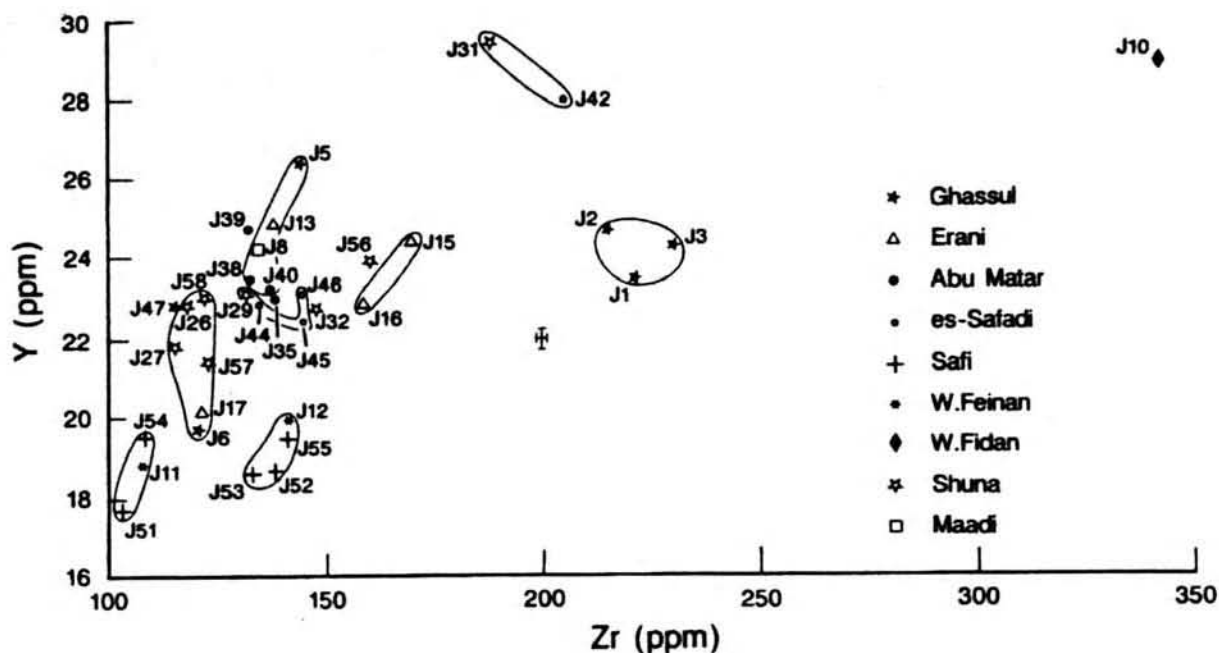 30
28
26
24
22
20
18
16
Y (ppm)
100
150
200
250
300
350
Zr (ppm)
J31
J42
J10
J5
J39
J13
J8
J56
J15
J2
J3
J1
J38
J40
J46
J58
J47
J26
J29
J32
J16
J44
J35
J45
J27
J57
J17
J6
J54
J12
J55
J11
J53
J52
J51
Ghassul
Erani
Abu Matar
es-Safadi
Safi
W.Feinan
W.Fidan
Shuna
Maadi